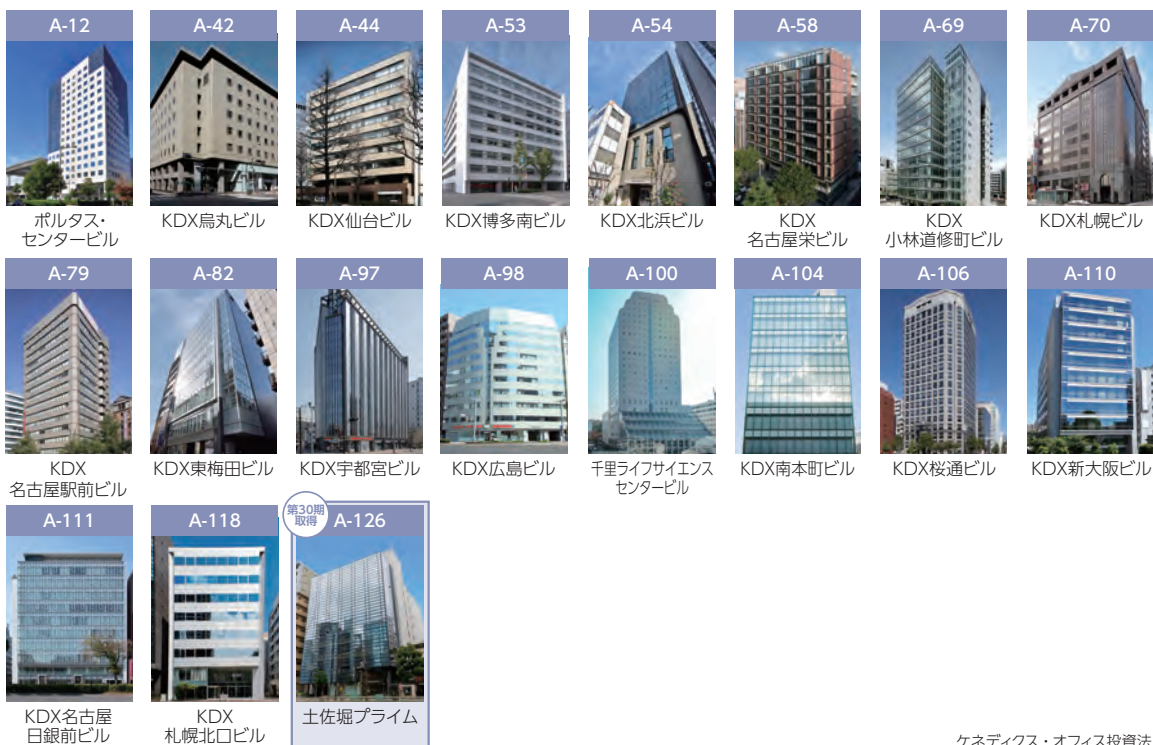 A-12
ポルタス・
センタービル
A-42
KDX烏丸ビル
A-44
KDX仙台ビル
A-53
KDX博多南ビル
A-54
KDX北浜ビル
A-58
KDX
名古屋栄ビル
A-69
KDX
小林道修町ビル
A-70
KDX札幌ビル
A-79
KDX
名古屋駅前ビル
A-82
KDX東梅田ビル
A-97
KDX宇都宮ビル
A-98
KDX広島ビル
A-100
千里ライフサイエンス
センタービル
A-104
KDX南本町ビル
A-106
KDX桜通ビル
A-110
KDX新大阪ビル
A-111
KDX名古屋
日銀前ビル
A-118
KDX
札幌北口ビル
第30期
取得
A-126
土佐堀プライム
ケネディクス・オフィス投資法